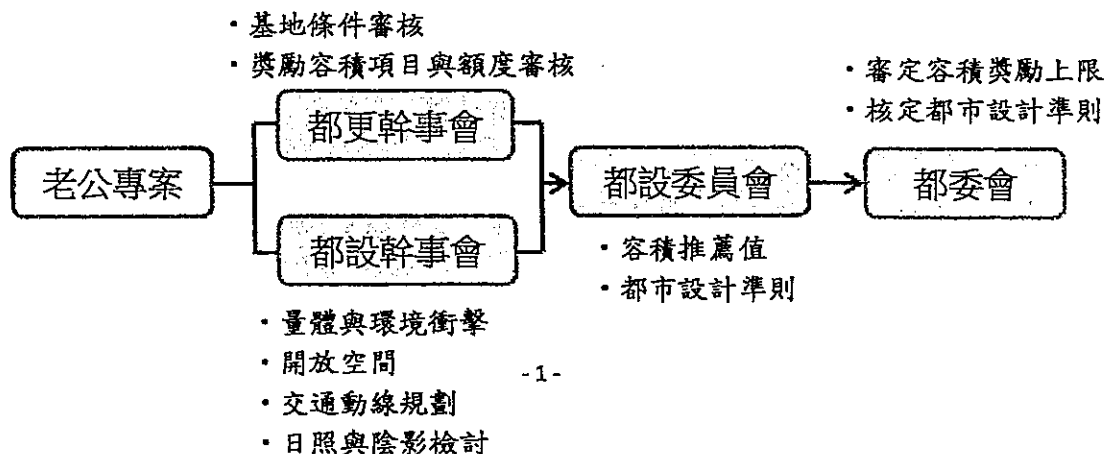 ・基地條件審核
・獎勵容積項目與額度審核
・審定容積獎勵上限
・核定都市設計準則
都更幹事會
老公專案
都設委員會
都委會
都設幹事會
・容積推薦值
・都市設計準則
・量體與環境衝擊
・開放空間
・交通動線規劃
・日照與陰影檢討
-1-